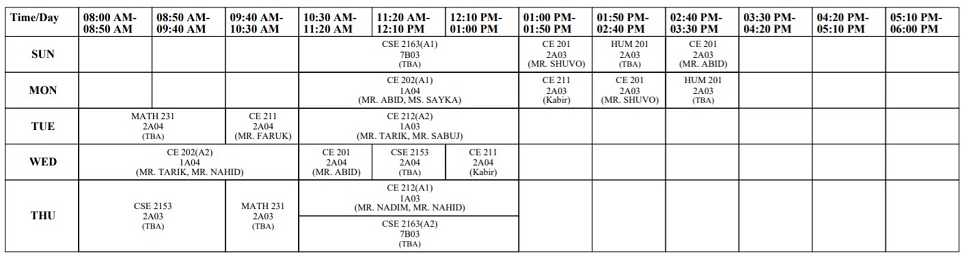 Time/Day 08:00 AM- 08:50 AM- 09:40 AM- 10:30 AM- 11:20 AM- 12:10 PM- 01:00 PM- 01:50 PM- 02:40 PM- 03:30 PM- 04:20 PM- 05:10 PM-
08:50 AM 09:40 AM 10:30 AM 11:20 AM 12:10 PM 01:00 PM 01:50 PM 02:40 PM 03:30 PM 04:20 PM 05:10 PM 06:00 PM
SUN
CSE 2163(A1)
7B03
(TBA)
CE 201
2A03
(MR. SHUVO)
HUM 201
2A03
(TBA)
CE 201
2A03
(MR. ABID)
MON
CE 202(A1)
1A04
(MR. ABID, MS. SAYKA)
CE 211
2A03
(Kabir)
CE 201
2A03
(MR. SHUVO)
HUM 201
2A03
(TBA)
TUE
MATH 231
2A04
(TBA)
CE 211
2A04
(MR. FARUK)
CE 212(A2)
1A03
(MR. TARIK, MR. SABUJ)
WED
CE 202(A2)
1A04
(MR. TARIK, MR. NAHID)
CE 201
2A04
(MR. ABID)
CSE 2153
2A04
(TBA)
CE 211
2A04
(Kabir)
THU
CSE 2153
2A03
(TBA)
MATH 231
2A03
(TBA)
CE 212(A1)
1A03
(MR. NADIM, MR. NAHID)
CSE 2163(A2)
7B03
(TBA)